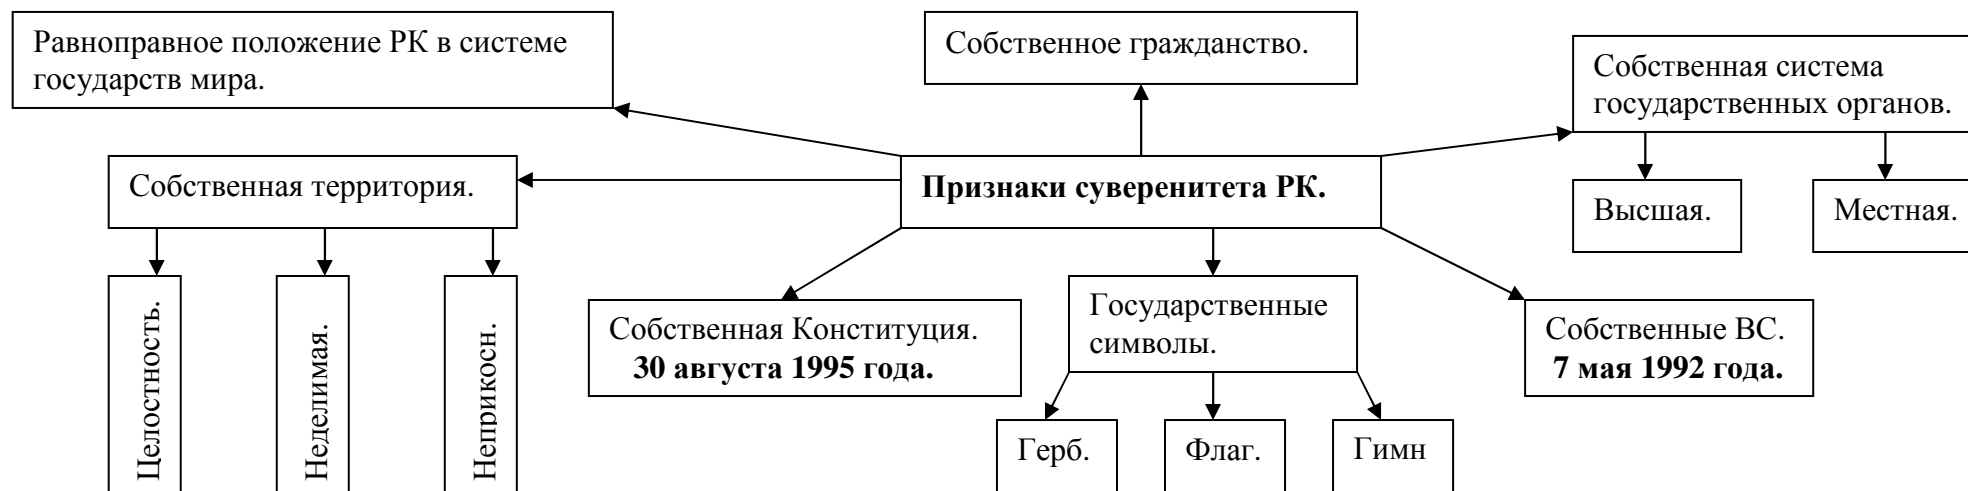 Равноправное положение РК в системе
государств мира.
Собственное гражданство.
Собственная система
государственных органов.
Собственная территория.
Признаки суверенитета РК.
Высшая.
Местная.
Целостность.
Неделимая.
Неприкосн.
Собственная Конституция.
30 августа 1995 года.
Государственные
символы.
Собственные ВС.
7 мая 1992 года.
Герб.
Флаг.
Гимн